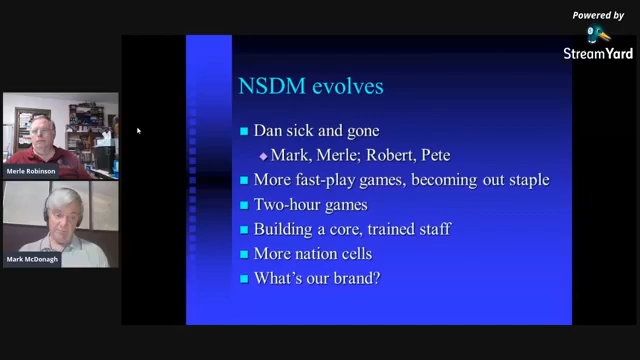 Powered by
StreamYard
NSDM evolves
Dan sick and gone
Mark, Merle; Robert, Pete
More fast-play games, becoming out staple
Two-hour games
Building a core, trained staff
More nation cells
What's our brand?
Merle Robinson
Mark McDonagh